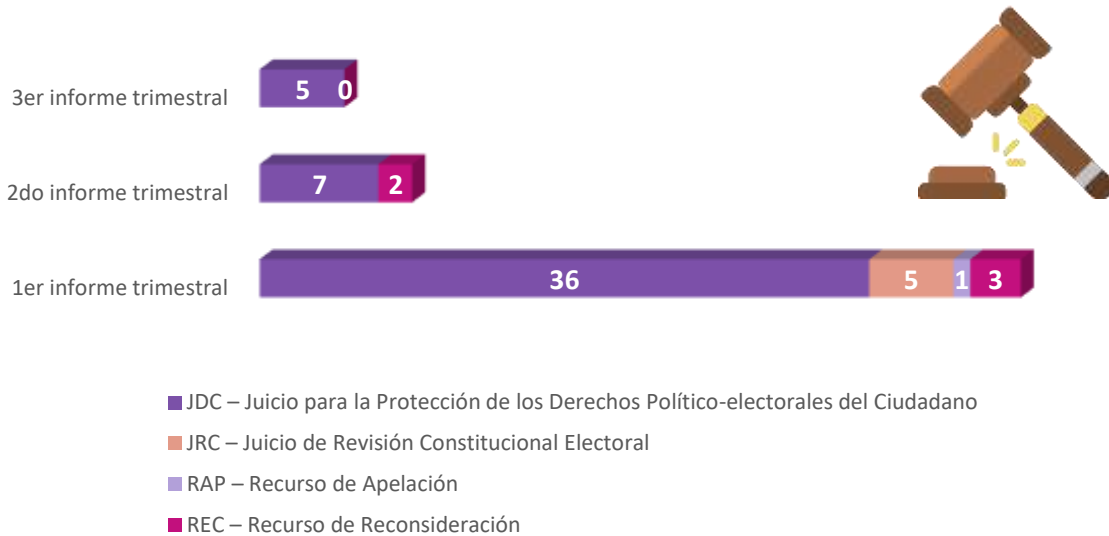 3er informe trimestral
5 0
2do informe trimestral
7 2
1er informe trimestral
36 5 1 3
JDC – Juicio para la Protección de los Derechos Político-electorales del Ciudadano
JRC – Juicio de Revisión Constitucional Electoral
RAP – Recurso de Apelación
REC – Recurso de Reconsideración